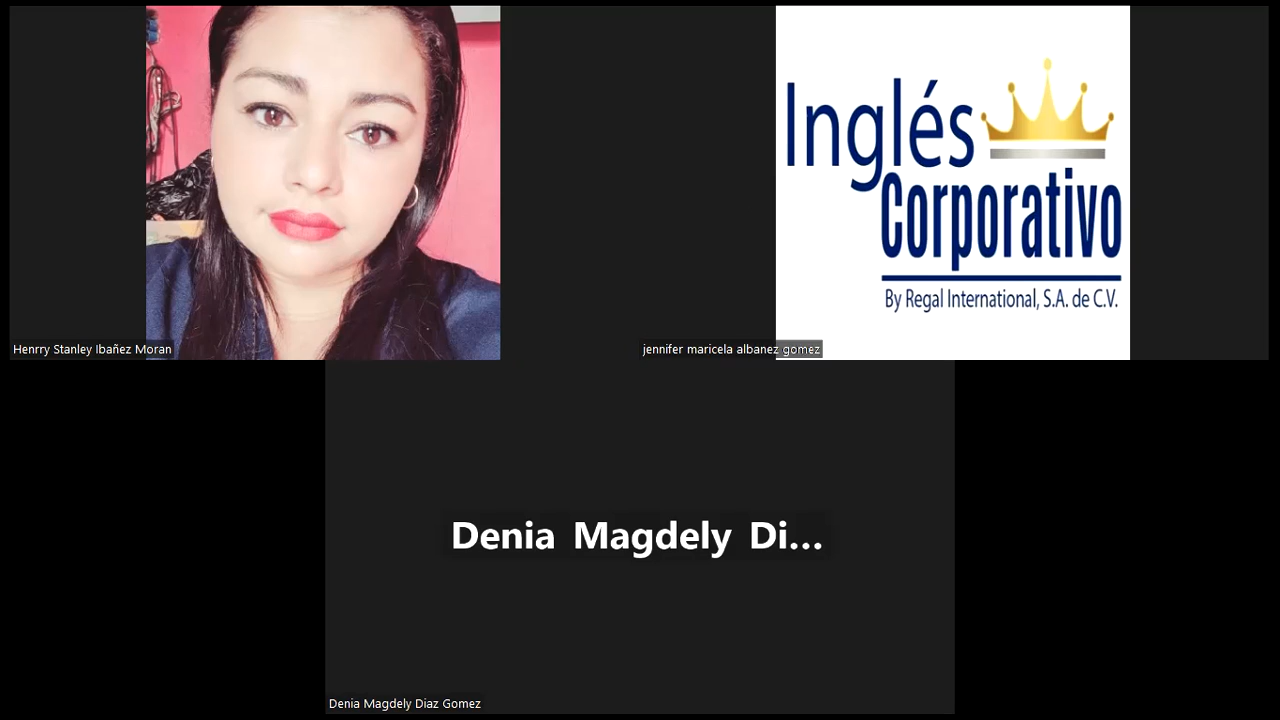 Inglés
Corporativo
By Regal International, S.A. de C.V.
Henrry Stanley Ibañez Moran
jennifer maricela albanez gomez
Denia Magdely Di...
Denia Magdely Diaz Gomez